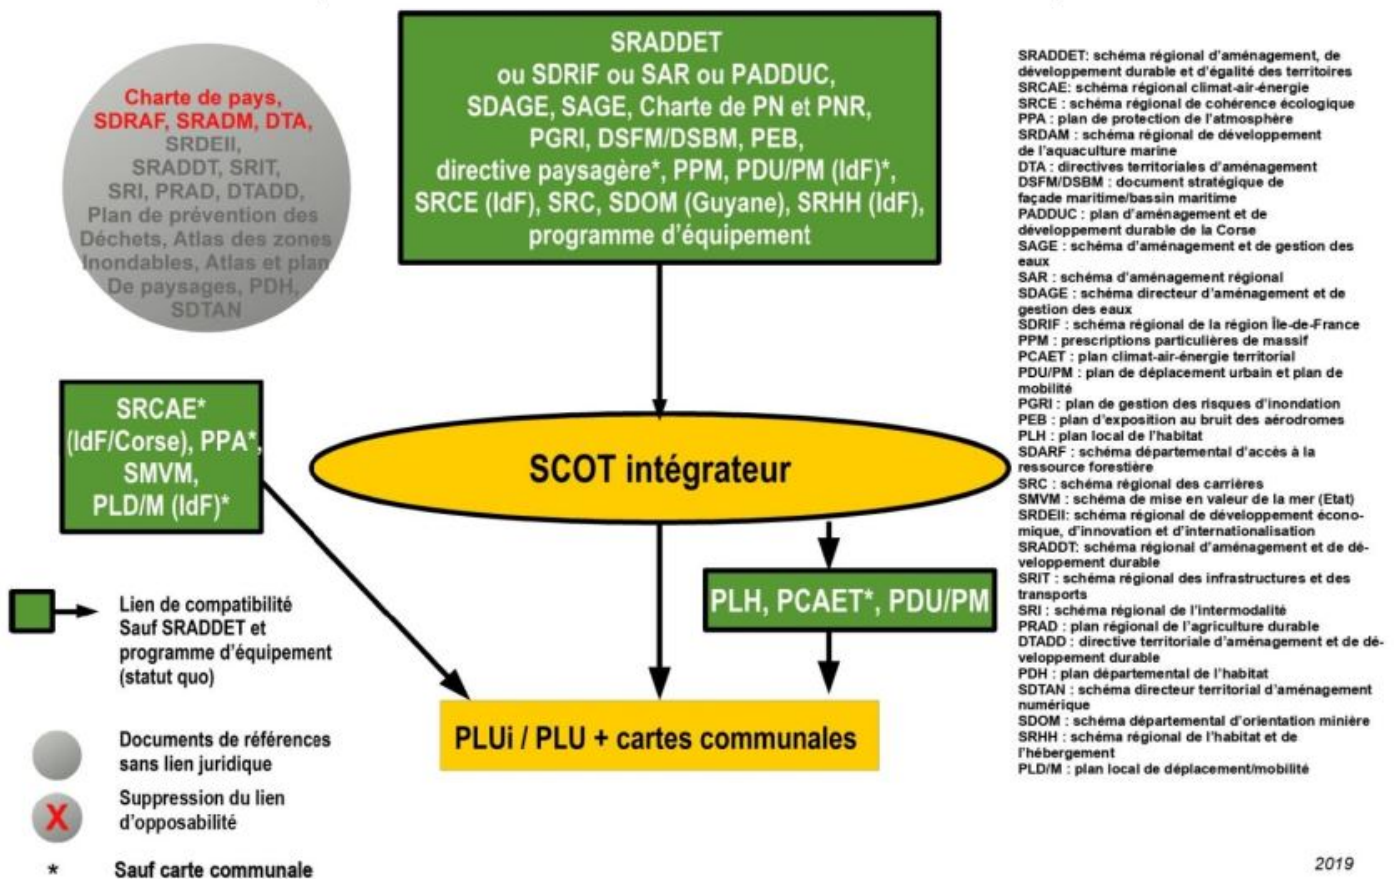 SRADDET
ou SDRIF ou SAR ou PADDUC,
SDAGE, SAGE, Charte de PN et PNR,
PGRI, DSFM/DSBM, PEB,
directive paysagère*, PPM, PDU/PM (IdF)*,
SRCE (IdF), SRC, SDOM (Guyane), SRHH (IdF),
programme d'équipement
Charte de pays,
SDRAF, SRADM, DTA,
SRDEII,
SRADDT, SRIT,
SRI, PRAD, DTADD,
Plan de prévention des
Déchets, Atlas des zones
Inondables, Atlas et plan
De paysages, PDH,
SDTAN
SRCAE*
(IdF/Corse), PPA*,
SMVM,
PLD/M (IdF)*
SCOT intégrateur
PLH, PCAET*, PDU/PM
PLUi / PLU + cartes communales
Lien de compatibilité
Sauf SRADDET et
programme d'équipement
(statut quo)
Documents de références
sans lien juridique
X
Suppression du lien
d'opposabilité
* Sauf carte communale
SRADDET: schéma régional d'aménagement, de
développement durable et d'égalité des territoires
SRCAE: schéma régional climat-air-énergie
SRCE : schéma régional de cohérence écologique
PPA : plan de protection de l'atmosphère
SRDAM : schéma régional de développement
de l'aquaculture marine
DTA : directives territoriales d'aménagement
DSFM/DSBM : document stratégique de
façade maritime/bassin maritime
PADDUC : plan d'aménagement et de
développement durable de la Corse
SAGE : schéma d'aménagement et de gestion des
eaux
SAR : schéma d'aménagement régional
SDAGE : schéma directeur d'aménagement et de
gestion des eaux
SDRIF : schéma régional de la région Île-de-France
PPM : prescriptions particulières de massif
PCAET : plan climat-air-énergie territorial
PDU/PM : plan de déplacement urbain et plan de
mobilité
PGRI : plan de gestion des risques d'inondation
PEB : plan d'exposition au bruit des aérodromes
PLH : plan local de l'habitat
SDARF : schéma départemental d'accès à la
ressource forestière
SRC : schéma régional des carrières
SMVM : schéma de mise en valeur de la mer (Etat)
SRDEII: schéma régional de développement écono-
mique, d'innovation et d'internationalisation
SRADDT: schéma régional d'aménagement et de dé-
veloppement durable
SRIT : schéma régional des infrastructures et des
transports
SRI : schéma régional de l'intermodalité
PRAD : plan régional de l'agriculture durable
DTADD : directive territoriale d'aménagement et de dé-
veloppement durable
PDH : plan départemental de l'habitat
SDTAN : schéma directeur territorial d'aménagement
numérique
SDOM : schéma départemental d'orientation minière
SRHH : schéma régional de l'habitat et de
l'hébergement
PLD/M : plan local de déplacement/mobilité
2019